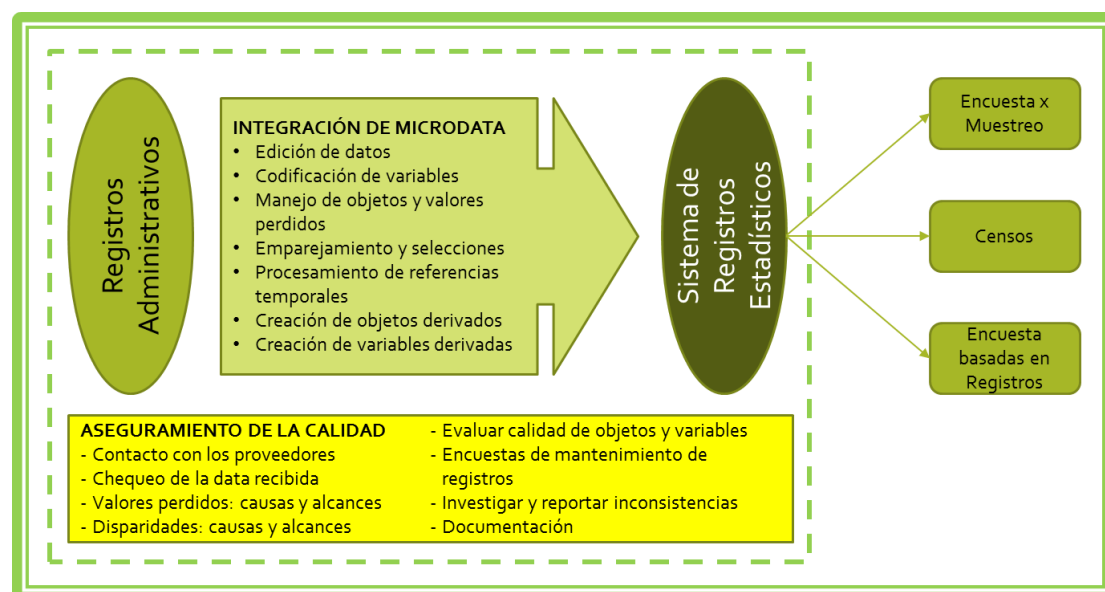 Registros
Administrativos
INTEGRACIÓN DE MICRODATA
• Edición de datos
• Codificación de variables
• Manejo de objetos y valores
perdidos
• Emparejamiento y selecciones
• Procesamiento de referencias
temporales
• Creación de objetos derivados
• Creación de variables derivadas
Sistema de
Registros
Estadísticos
Encuesta x
Muestreo
Censos
Encuesta
basadas en
Registros
ASEGURAMIENTO DE LA CALIDAD
- Contacto con los proveedores
- Chequeo de la data recibida
- Valores perdidos: causas y alcances
- Disparidades: causas y alcances
- Evaluar calidad de objetos y variables
- Encuestas de mantenimiento de
registros
- Investigar y reportar inconsistencias
- Documentación